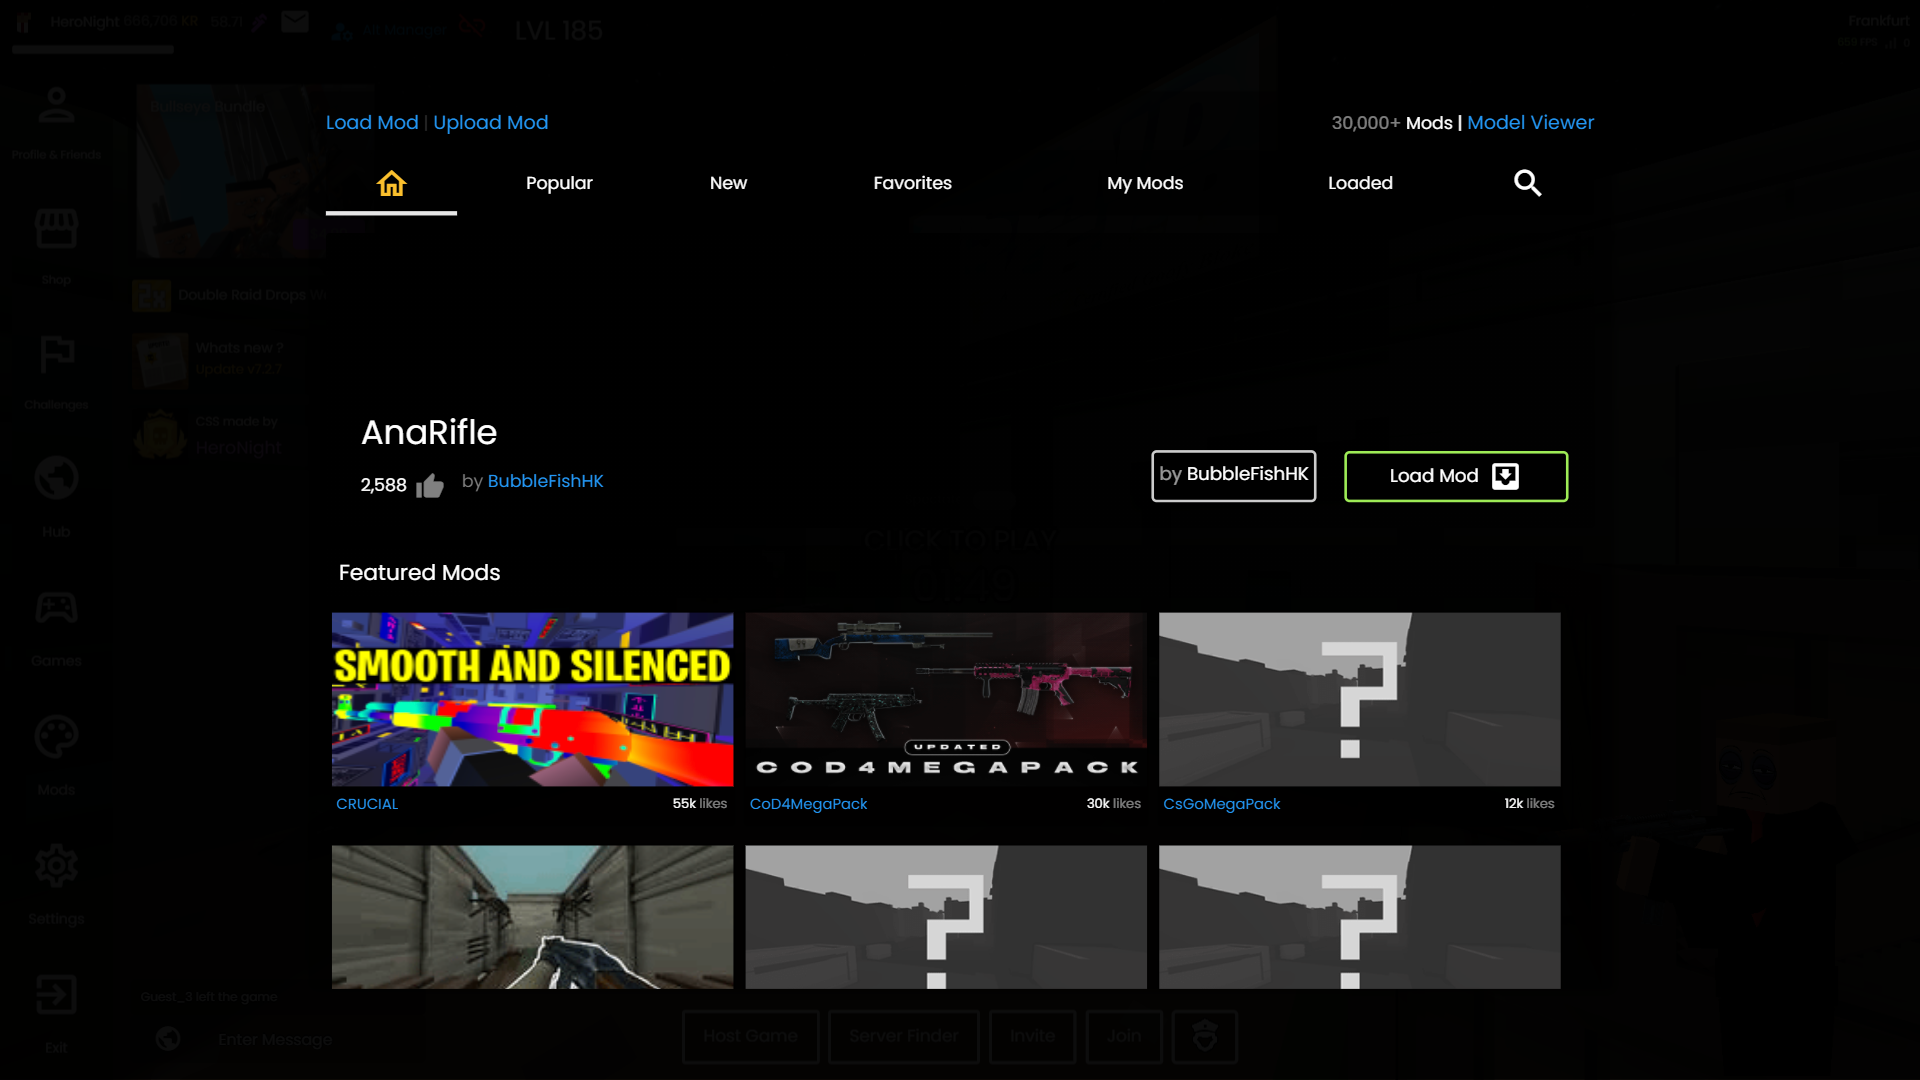 HeroNight 868,708 KR 58.71
Alt Manager
LVL 185
Frankfurt
Bullseye Bundle
Load Mod | Upload Mod
30,000+ Mods | Model Viewer
Profile & Friends
Popular
New
Favorites
My Mods
Loaded
Shop
2x
Double Raid Drops
Whats new ?
Update v7.2.7
Challenges
CSS made by
HeroNight
AnaRifle
2,588
by BubbleFishHK
by BubbleFishHK
Load Mod
Hub
CLICK TO PLAY
Featured Mods
Games
SMOOTH AND SILENCED
UPDATED
COD4MEGAPACK
?
Mods
CRUCIAL
55k likes
CoD4MegaPack
30k likes
CsGoMegaPack
12k likes
?
?
Settings
Guest_3 left the game
Enter Message
Exit
Host Game
Server Finder
Invite
Join